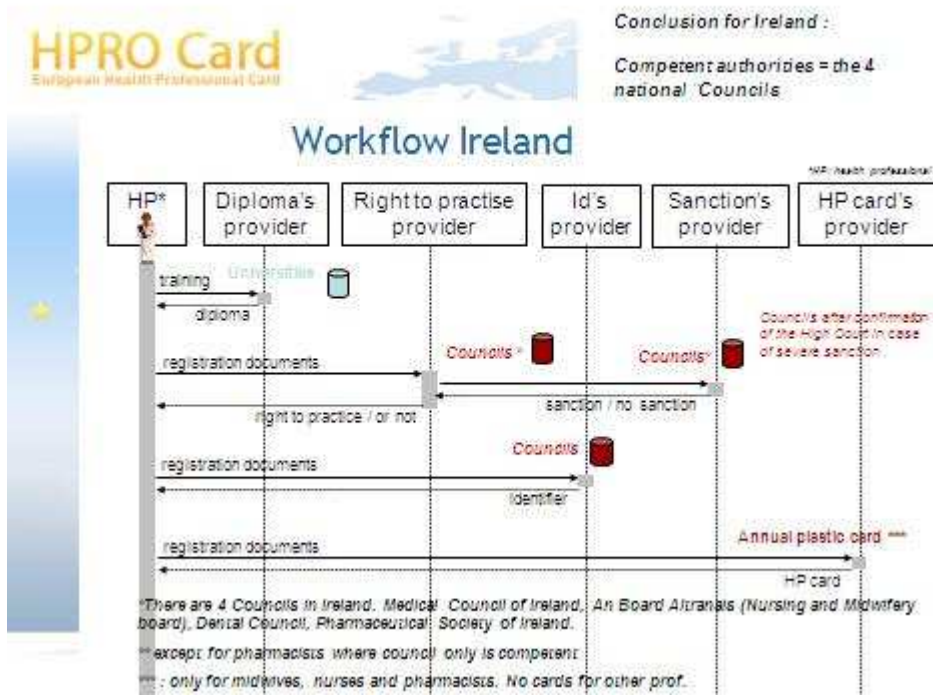 HPRO Card
European Health Professional Card
Conclusion for Ireland :
Competent authorities = the 4
national Councils
Workflow Ireland
*HP: health professional
HP*
Diploma's
provider
Right to practise
provider
Id's
provider
Sanction's
provider
HP card's
provider
training
diploma
Councils after confirmation
of the High Court in case
of severe sanction
registration documents
Councils *
Councils*
right to practice / or not
sanction / no sanction
Councils
registration documents
Identifier
registration documents
Annual plastic card ***
HP card
*There are 4 Councils in Ireland. Medical Council of Ireland, An Board Altranais (Nursing and Midwifery
board), Dental Council, Pharmaceutical Society of Ireland.
** except for pharmacists where council only is competent
*** : only for midwives, nurses and pharmacists. No cards for other prof.